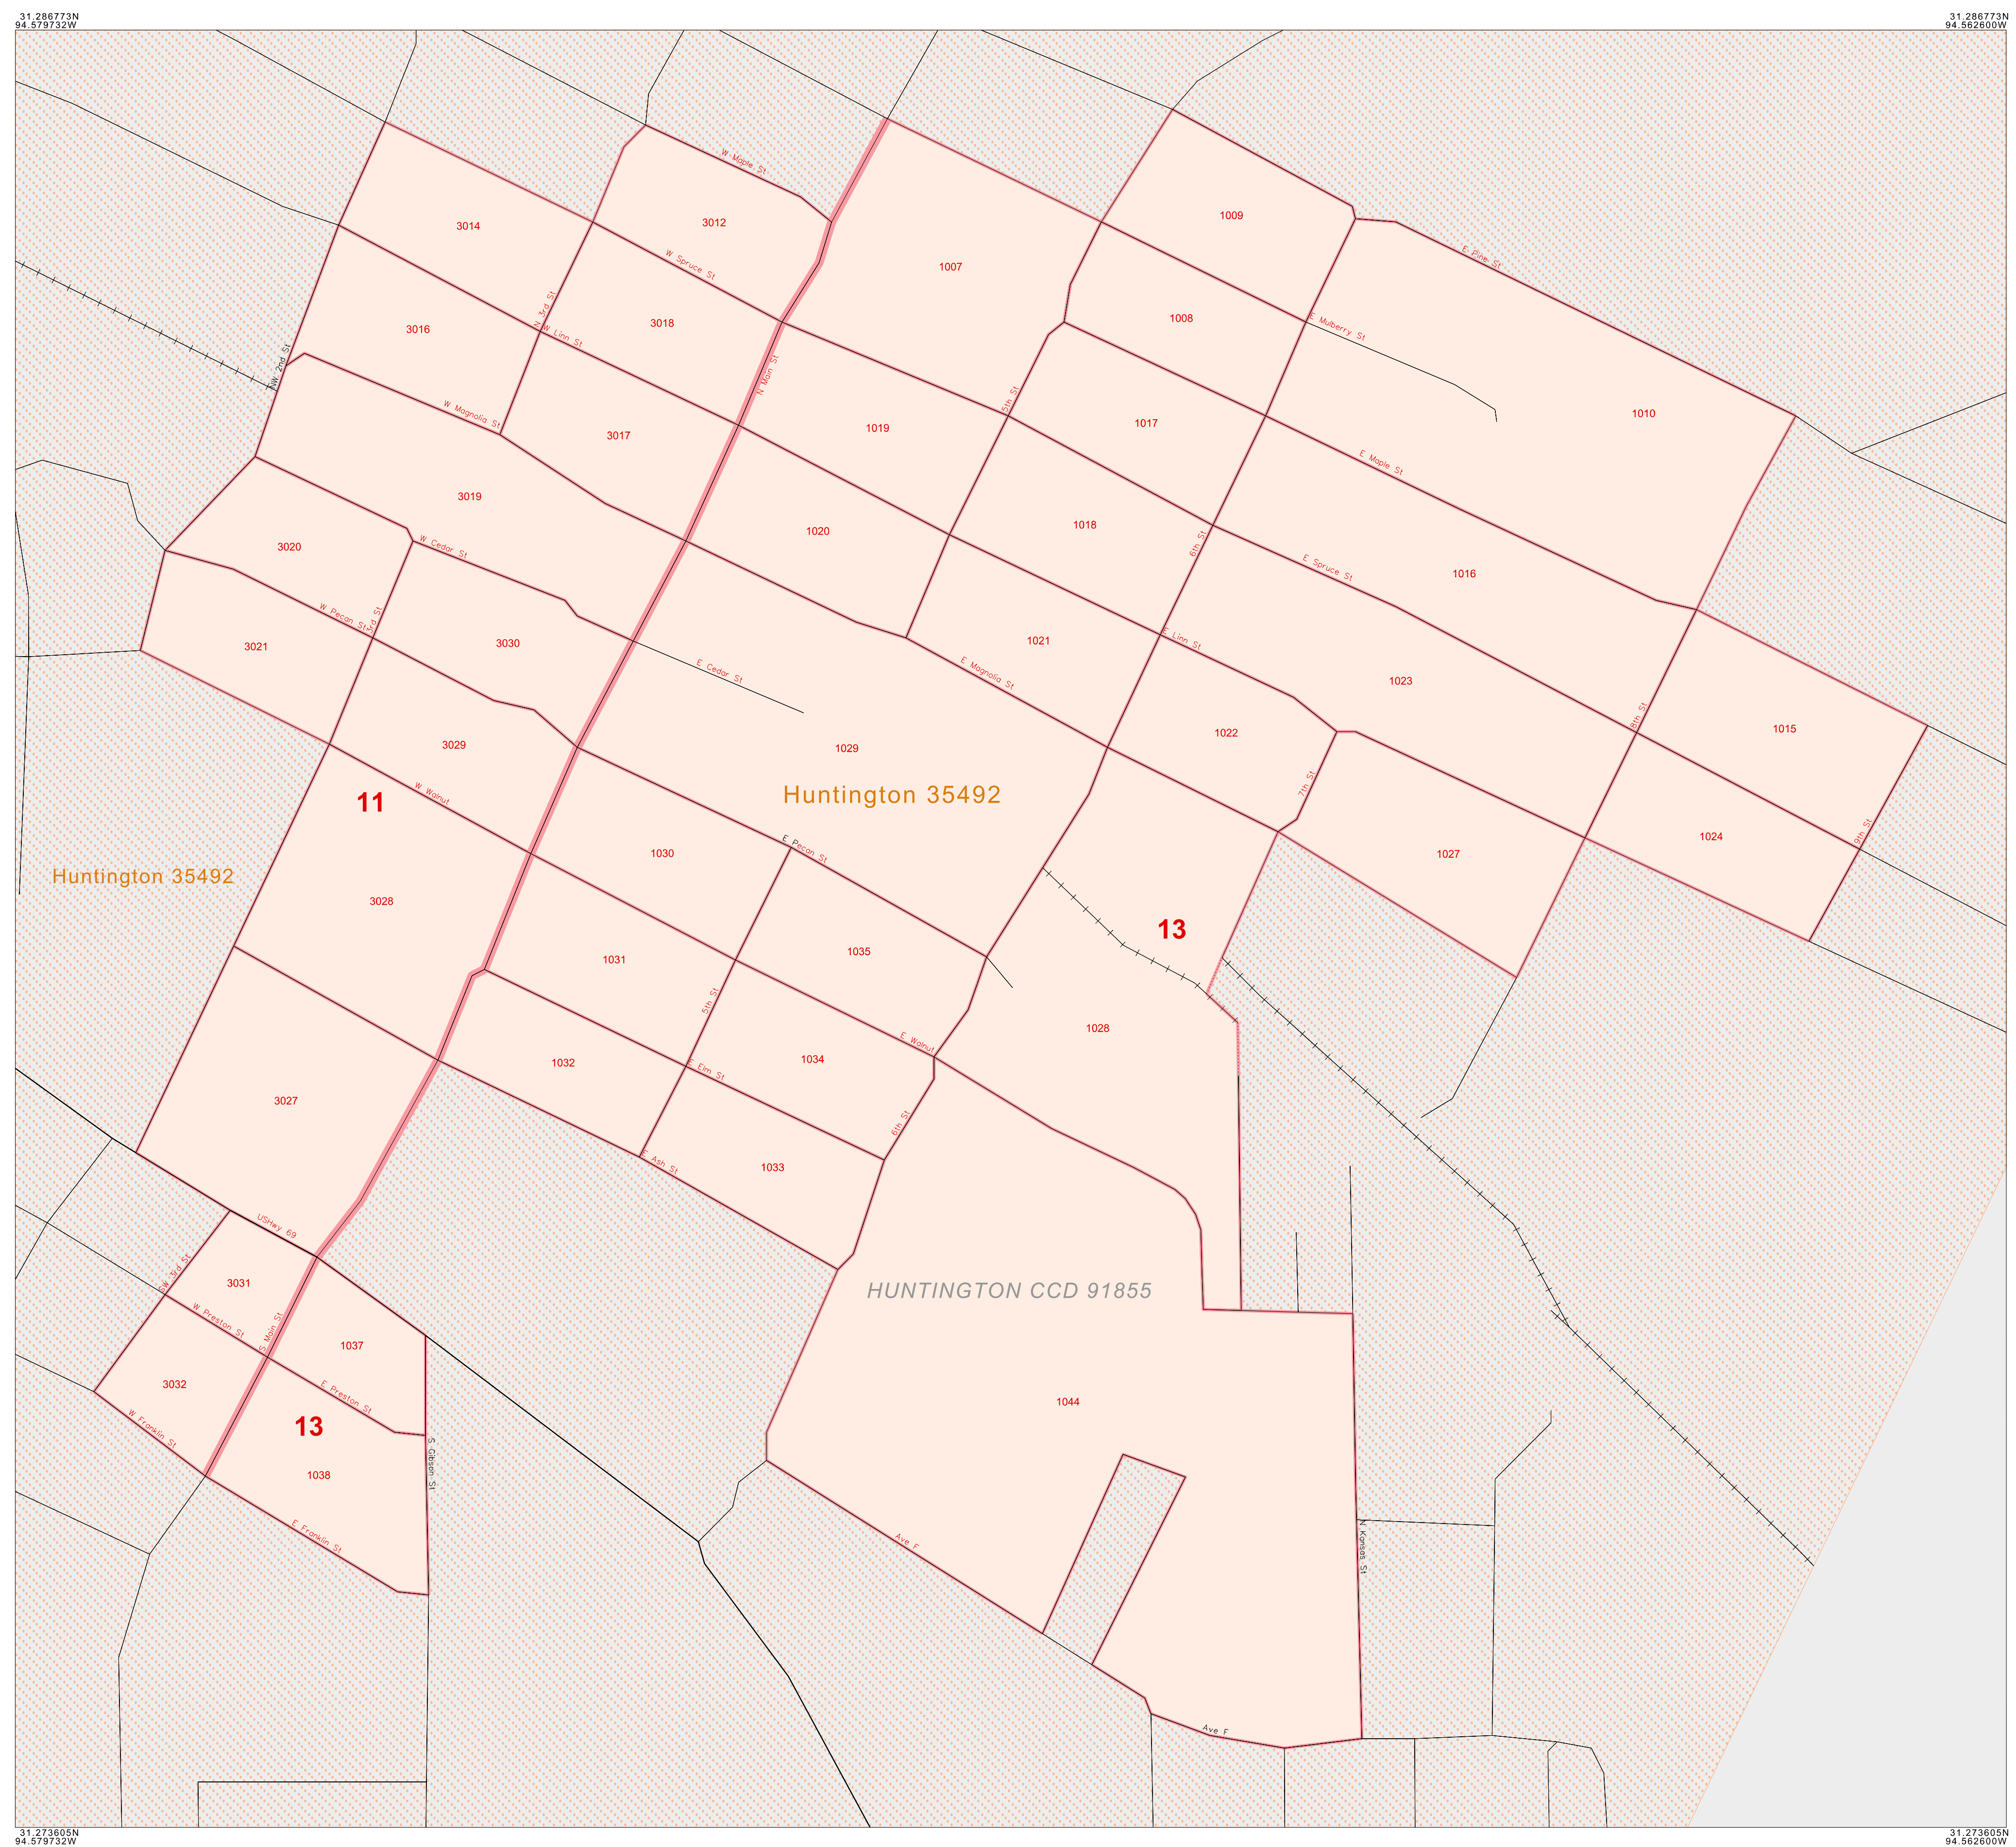 31.286773N
94.579732W
31.286773N
94.562600W
W Maple St
1009
3014
3012
E Pine St
1007
W Spruce St
N 3rd St
W Linn St
3018
1008
E Mulberry St
3016
NW 2nd St
N Main St
5th St
W Magnolia St
3017
1019
1017
1010
E Maple St
3019
1020
1018
6th St
3020
W Cedar St
E Spruce St
1016
W Pecan St
3rd St
3021
3030
1021
E Linn St
E Cedar St
E Magnolia St
1023
8th St
3029
1029
1022
1015
7th St
W Walnut
11
Huntington 35492
E Pecan St
9th St
1024
1030
1027
Huntington 35492
3028
13
1031
1035
5th St
1028
E Walnut
1032
E Elm St
1034
3027
6th St
E Ash St
1033
USHwy 69
SW 3rd St
3031
HUNTINGTON CCD 91855
W Preston St
S Main St
1037
3032
E Preston St
1044
W Franklin St
13
S Gibson St
1038
E Franklin St
Ave F
N Kansas St
Ave F
31.273605N
94.579732W
31.273605N
94.562600W